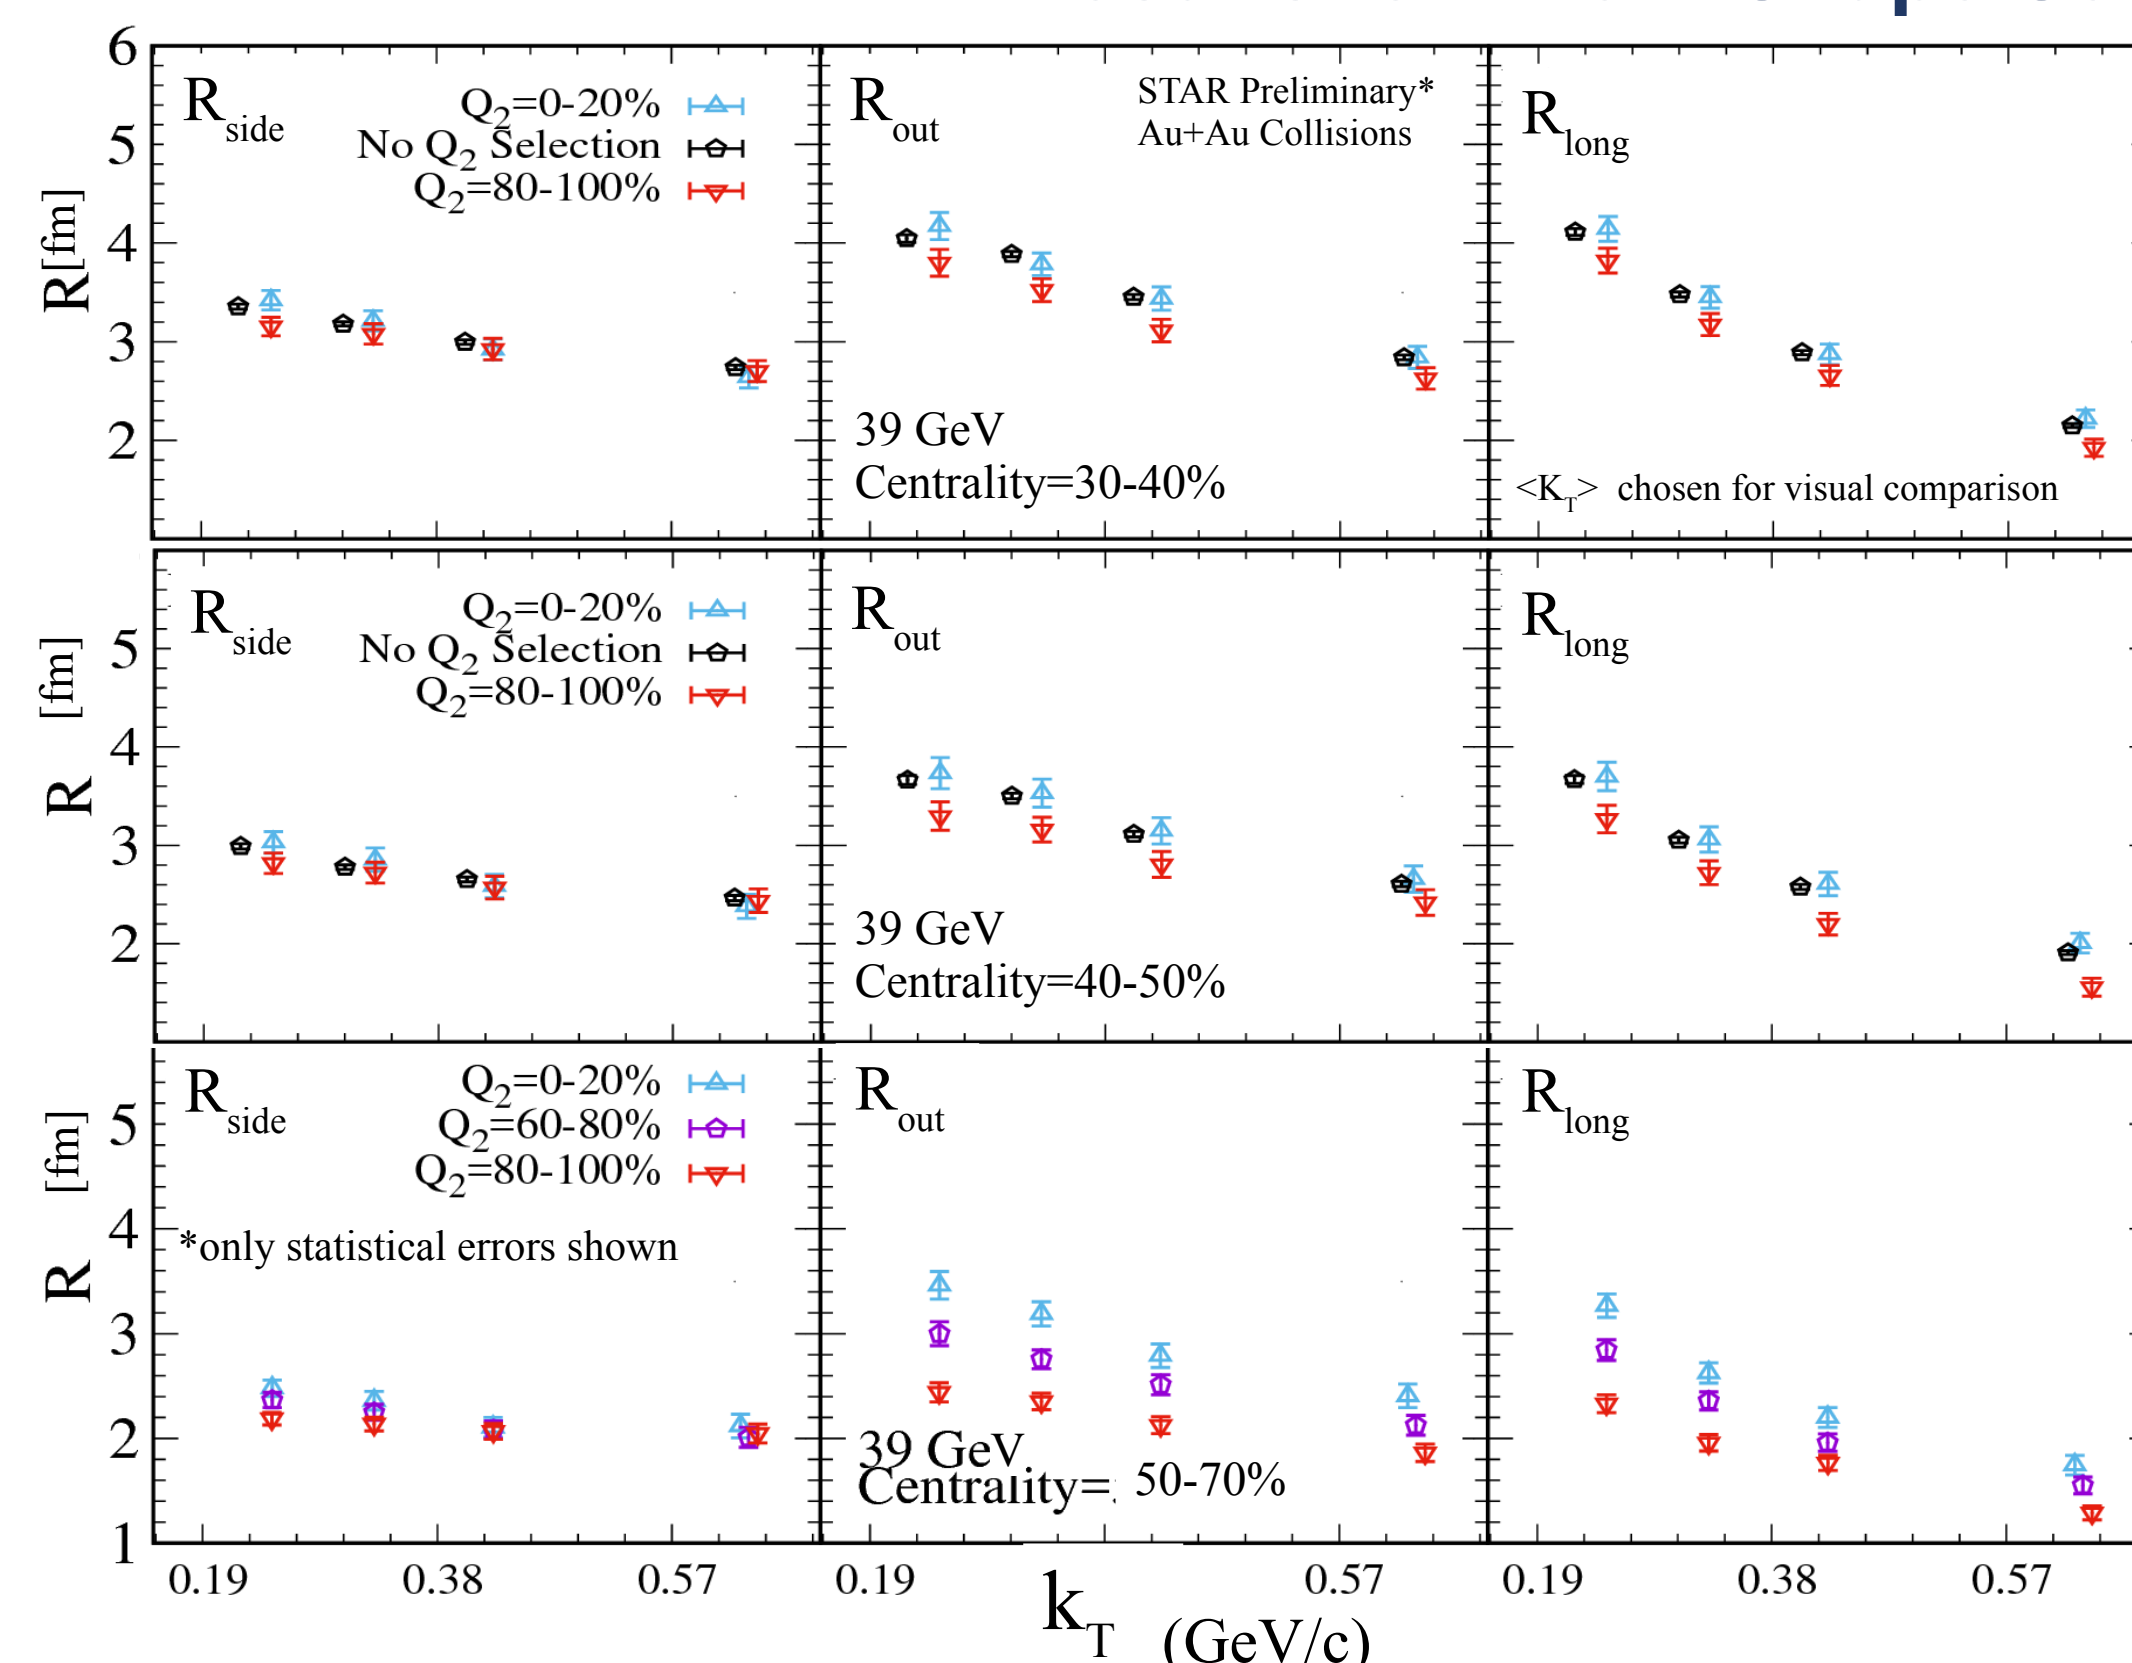 6
R side
Q2=0-20%
No Q2 Selection
Q2=80-100%
R out
STAR Preliminary*
Au+Au Collisions
R long
5
4
3
2
R[fm]
39 GeV
Centrality=30-40%
<KT> chosen for visual comparison
R side
Q2=0-20%
No Q2 Selection
Q2=80-100%
R out
R long
5
4
3
2
R [fm]
39 GeV
Centrality=40-50%
R side
Q2=0-20%
Q2=60-80%
Q2=80-100%
*only statistical errors shown
R out
R long
5
4
3
2
1
R [fm]
39 GeV
Centrality= 50-70%
0.19 0.38 0.57 0.19 0.57 0.19 0.38 0.57
kT (GeV/c)